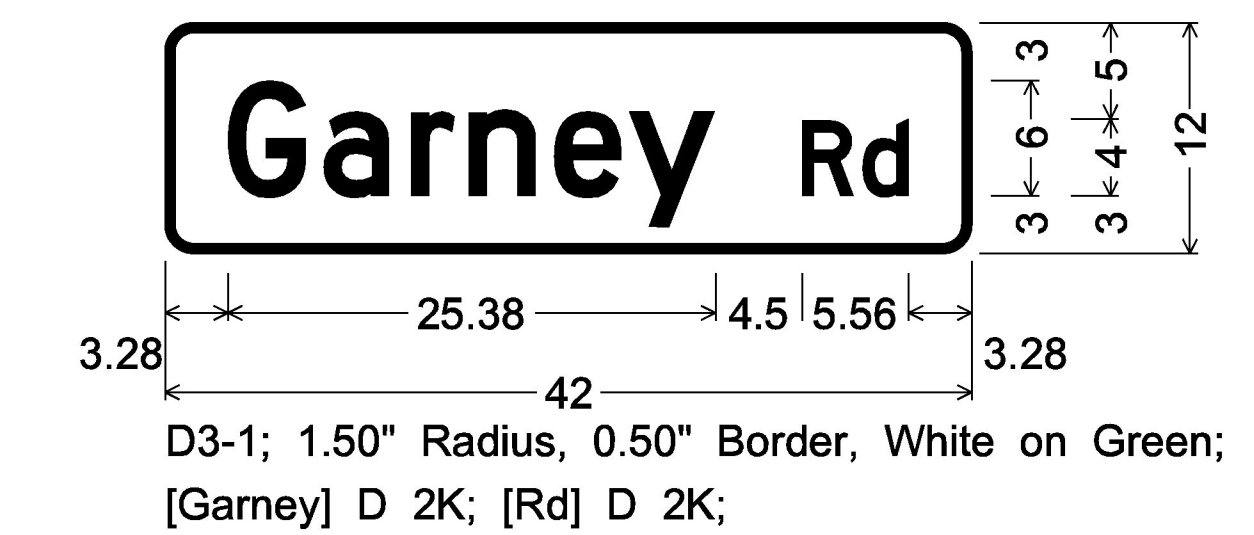 Garney Rd
3 5
6 4 12
3 3
25.38 4.5 5.56
3.28 3.28
42
D3-1; 1.50" Radius, 0.50" Border, White on Green;
[Garney] D 2K; [Rd] D 2K;